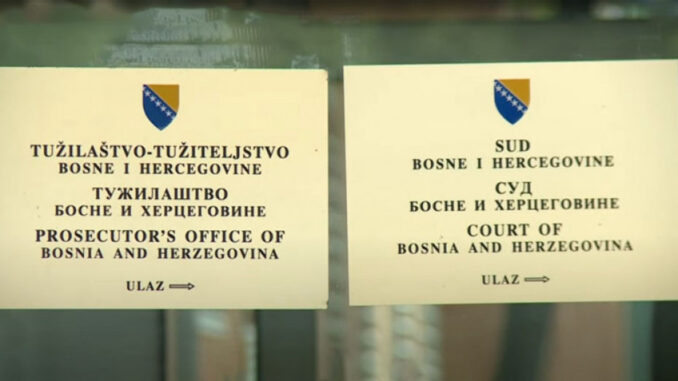 TUŽILAŠTVO-TUŽITELJSTVO
BOSNE I HERCEGOVINE
ТУЖИЛАШТВО
БОСНЕ И ХЕРЦЕГОВИНЕ
PROSECUTOR'S OFFICE OF
BOSNIA AND HERZEGOVINA
ULAZ ⇒
SUD
BOSNE I HERCEGOVINE
СУД
БОСНЕ И ХЕРЦЕГОВИНЕ
COURT OF
BOSNIA AND HERZEGOVINA
ULAZ ⇒